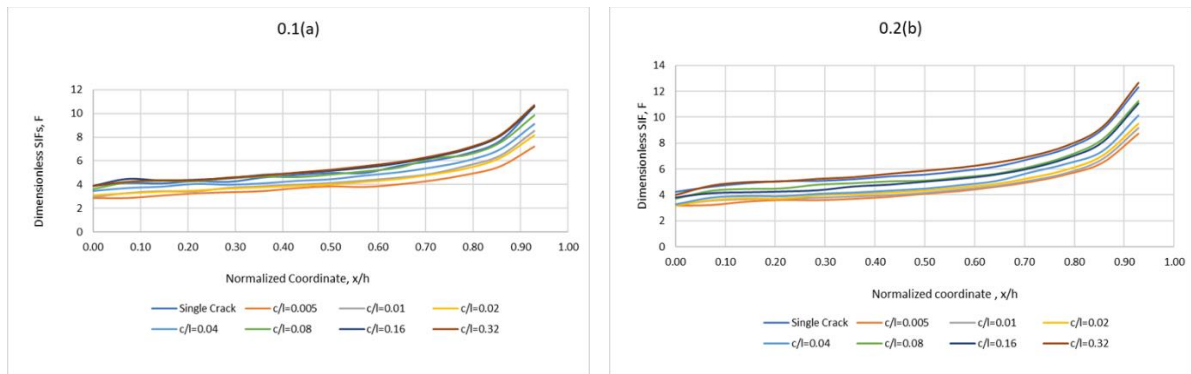 0.1(a)
Dimensionless SIFs, F
12
10
8
6
4
2
0
0.00 0.10 0.20 0.30 0.40 0.50 0.60 0.70 0.80 0.90 1.00
Normalized Coordinate, x/h
Single Crack c/l=0.005 c/l=0.01 c/l=0.02
c/l=0.04 c/l=0.08 c/l=0.16 c/l=0.32
0.2(b)
Dimensionless SIF, F
14
12
10
8
6
4
2
0
0.00 0.10 0.20 0.30 0.40 0.50 0.60 0.70 0.80 0.90 1.00
Normalized coordinate , x/h
Single Crack c/l=0.005 c/l=0.01 c/l=0.02
c/l=0.04 c/l=0.08 c/l=0.16 c/l=0.32